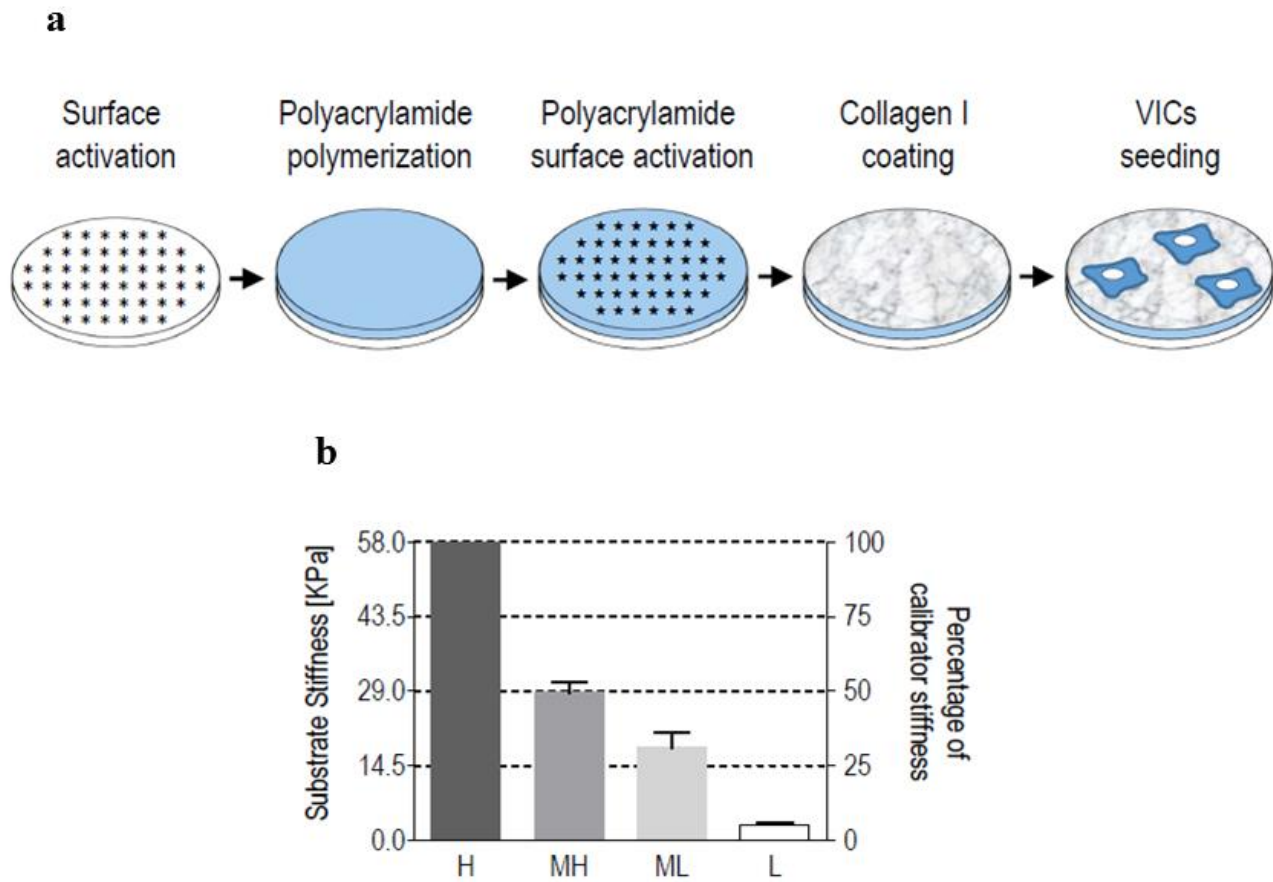 a
Surface
activation
Polyacrylamide
polymerization
Polyacrylamide
surface activation
Collagen I
coating
VICs
seeding
b
Substrate Stiffness [KPa]
58.0
43.5
29.0
14.5
0.0
100
75
50
25
0
Percentage of
calibrator stiffness
H MH ML L